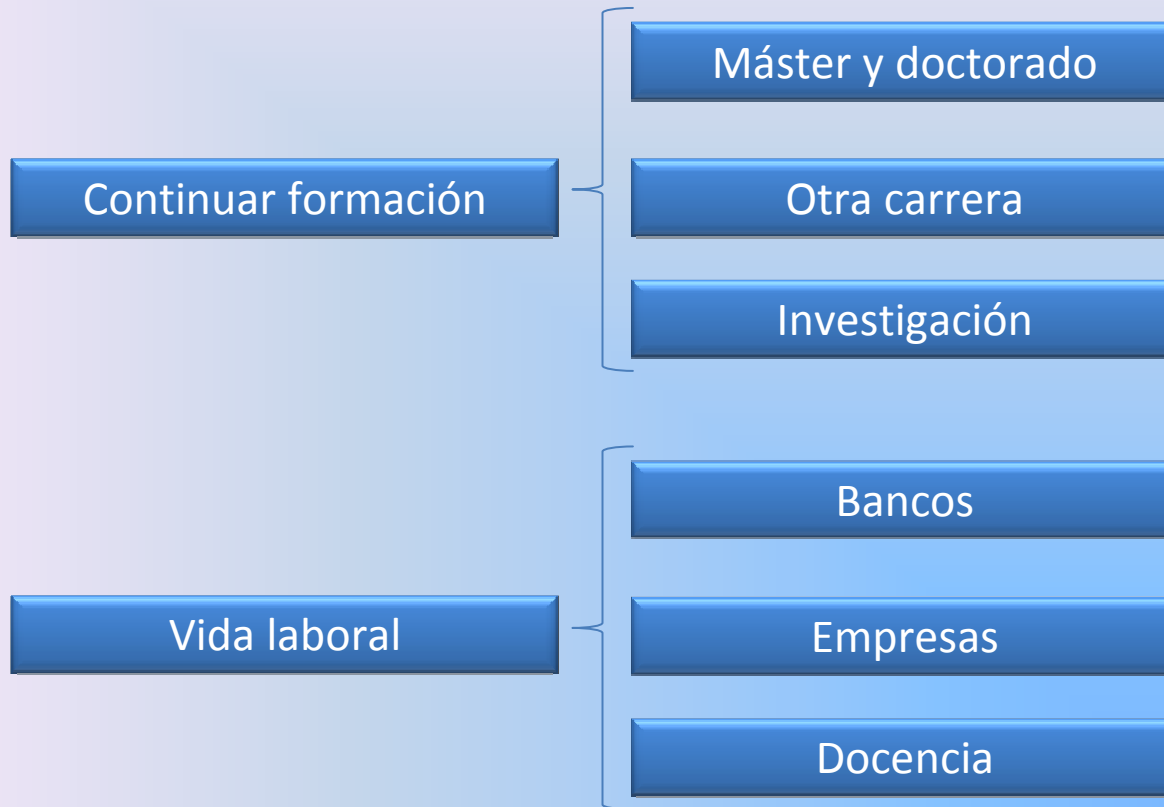 Continuar formación
Máster y doctorado
Otra carrera
Investigación
Vida laboral
Bancos
Empresas
Docencia